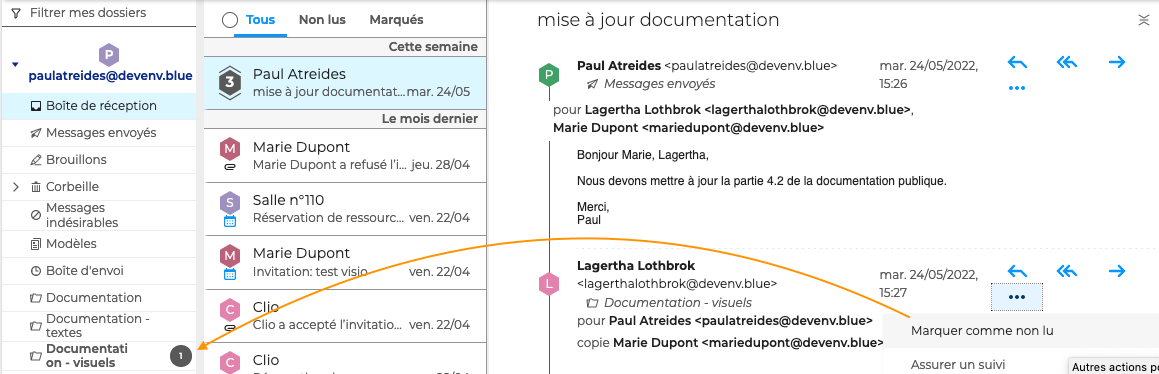 Filtrer mes dossiers
P
paulatreides@devenv.blue
Boîte de réception
Messages envoyés
Brouillons
Corbeille
Messages
indésirables
Modèles
Boîte d'envoi
Documentation
Documentation -
textes
Documentati
on - visuels
1
Tous Non lus Marqués
Cette semaine
3
Paul Atreides
mise à jour documentat... mar. 24/05
Le mois dernier
M
Marie Dupont
Marie Dupont a refusé l'i... jeu. 28/04
S
Salle n°110
Réservation de ressourc... ven. 22/04
M
Marie Dupont
Invitation: test visio ven. 22/04
C
Clio
Clio a accepté l'invitatio... ven. 22/04
C
Clio
mise à jour documentation
P
Paul Atreides <paulatreides@devenv.blue>
Messages envoyés
mar. 24/05/2022,
15:26
pour Lagertha Lothbrok <lagerthalothbrok@devenv.blue>,
Marie Dupont <mariedupont@devenv.blue>
Bonjour Marie, Lagertha,
Nous devons mettre à jour la partie 4.2 de la documentation publique.
Merci,
Paul
L
Lagertha Lothbrok
<lagerthalothbrok@devenv.blue>
Documentation - visuels
mar. 24/05/2022,
15:27
pour Paul Atreides <paulatreides@devenv.blue>
copie Marie Dupont <mariedupont@devenv.blue>
Marquer comme non lu
Assurer un suivi
Autres actions po